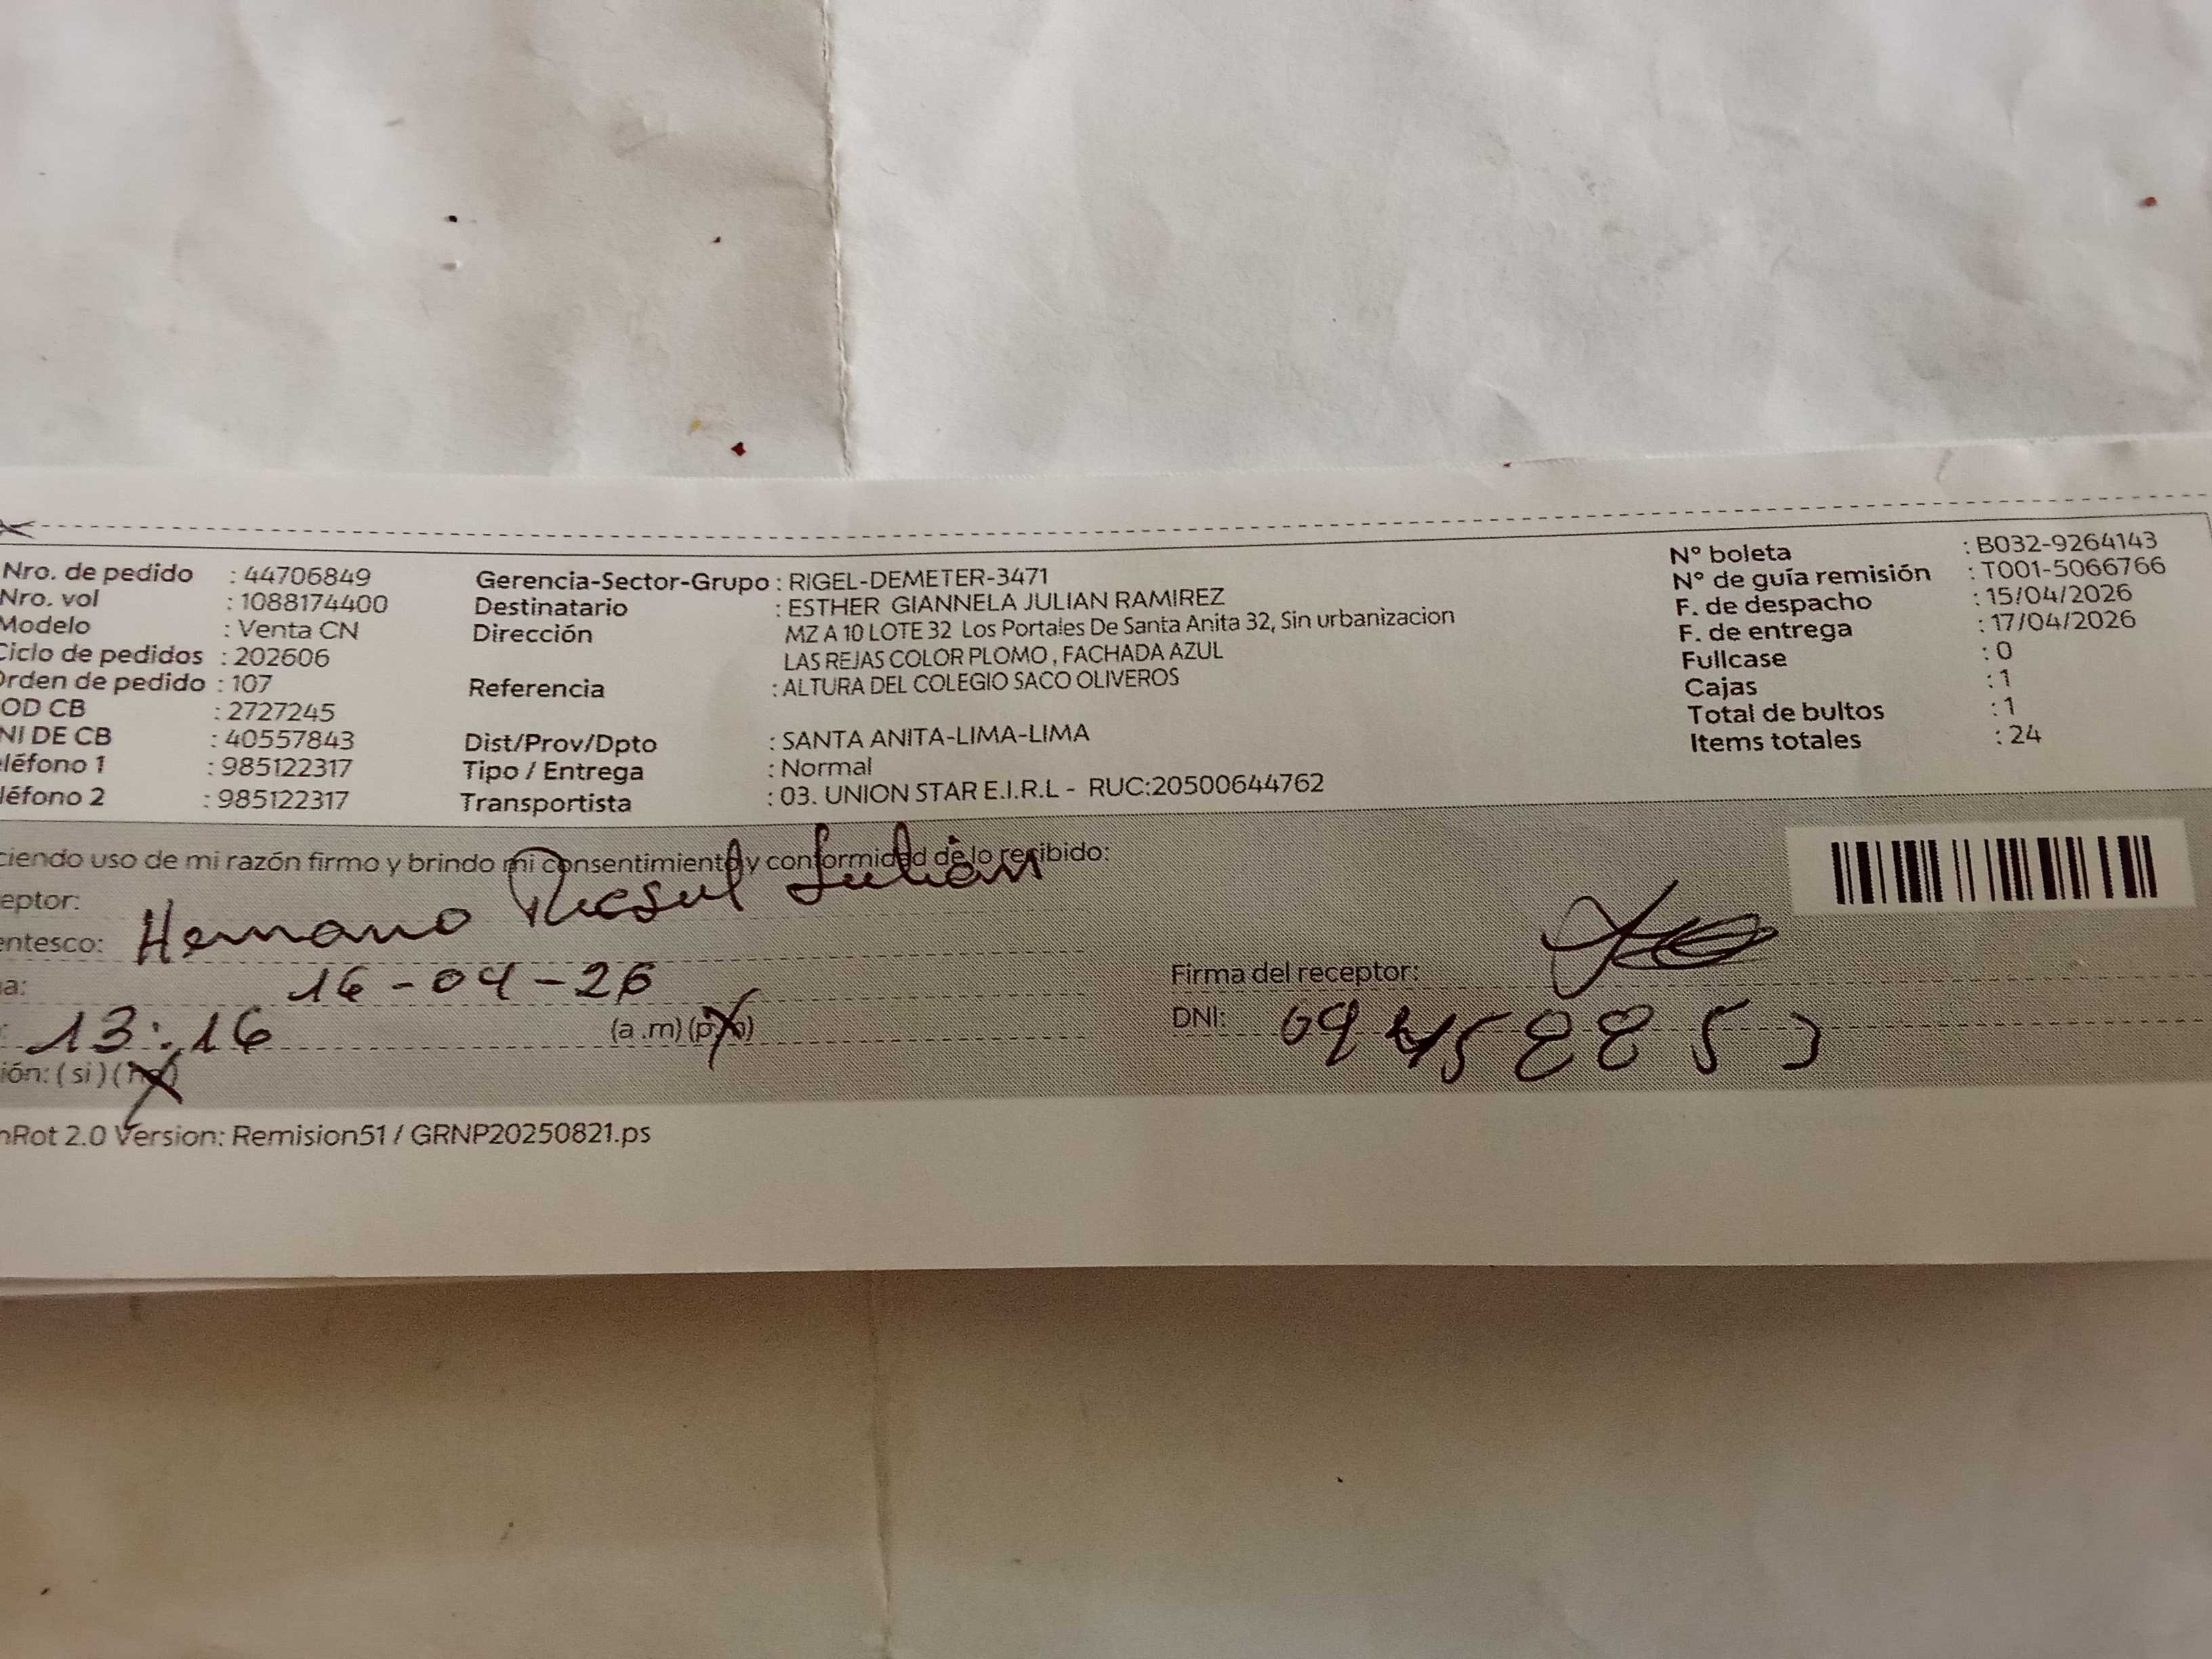 Nro. de pedido : 44706849
Nro. vol : 1088174400
Modelo : Venta CN
Ciclo de pedidos : 202606
Orden de pedido : 107
OD CB : 2727245
NI DE CB : 40557843
léfono 1 : 985122317
léfono 2 : 985122317
Gerencia-Sector-Grupo : RIGEL-DEMETER-3471
Destinatario : ESTHER GIANNELA JULIAN RAMIREZ
Dirección MZ A 10 LOTE 32 Los Portales De Santa Anita 32, Sin urbanizacion
LAS REJAS COLOR PLOMO , FACHADA AZUL
Referencia : ALTURA DEL COLEGIO SACO OLIVEROS
Dist/Prov/Dpto : SANTA ANITA-LIMA-LIMA
Tipo / Entrega : Normal
Transportista : 03. UNION STAR E.I.R.L - RUC:20500644762
N° boleta : B032-9264143
N° de guía remisión : T001-5066766
F. de despacho : 15/04/2026
F. de entrega : 17/04/2026
Fullcase : 0
Cajas : 1
Total de bultos : 1
Items totales : 24
ciendo uso de mi razón firmo y brindo mi consentimiento y conformidad de lo recibido:
eptor: Julian
entesco: Hermano
a: 16-04-26
: 13:16 (a.m) (p.m)
ión: ( si ) ( no )
Firma del receptor:
DNI:
nRot 2.0 Version: Remision51 / GRNP20250821.ps